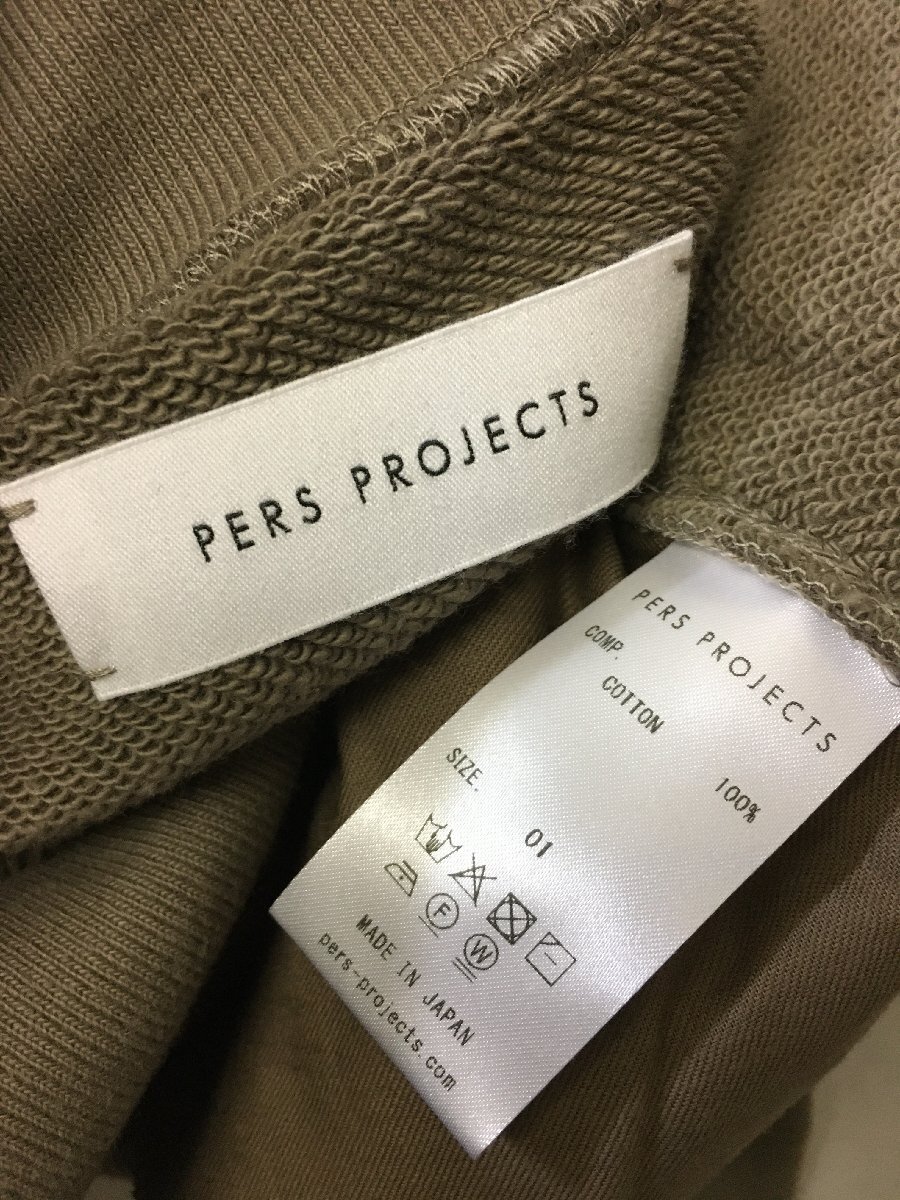 PERS PROJECTS
PERS PROJECTS
COMP.
COTTON 100%
SIZE.
01
F
W
MADE IN JAPAN
pers-projects.com